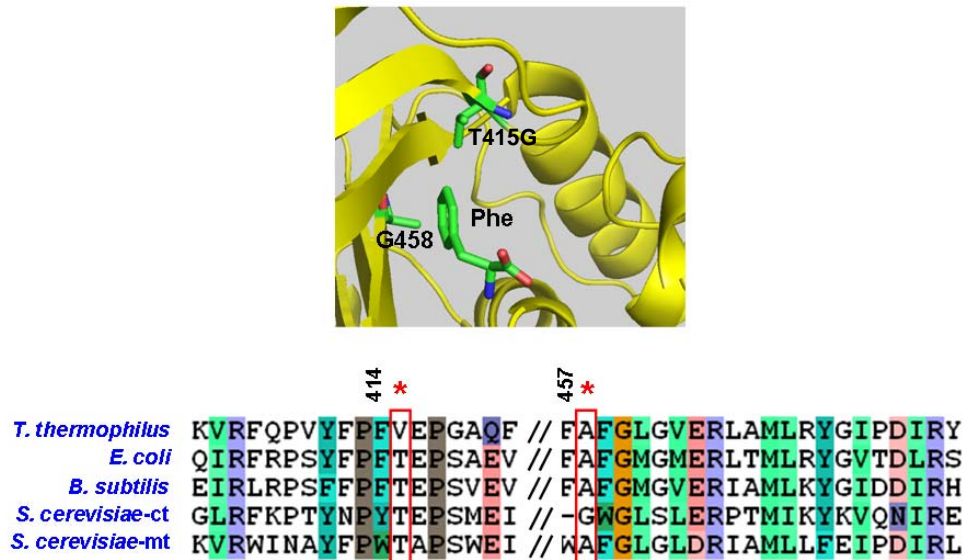 T415G
Phe
G458
414 * 457 *
T. thermophilus KVRFQPVYFPFVEPGAQF // FAFGLGVERLAMLRYGIPDIRY
E. coli QIRFRPSYFPFTEPSAEV // FAFGMGMERLTMLRYGVTDLRS
B. subtilis EIRLRPSFFPFTEPSVEV // FAFGMGVERIAMLKYGIDDIRH
S. cerevisiae-ct GLRFKPTYNPYTEPSMEI // -GWGLSLERPTMIKYKVQNIRE
S. cerevisiae-mt KVRWINAYFPWTAPSWEI // WAFGLGLDRIAMLLFEIPDIRL